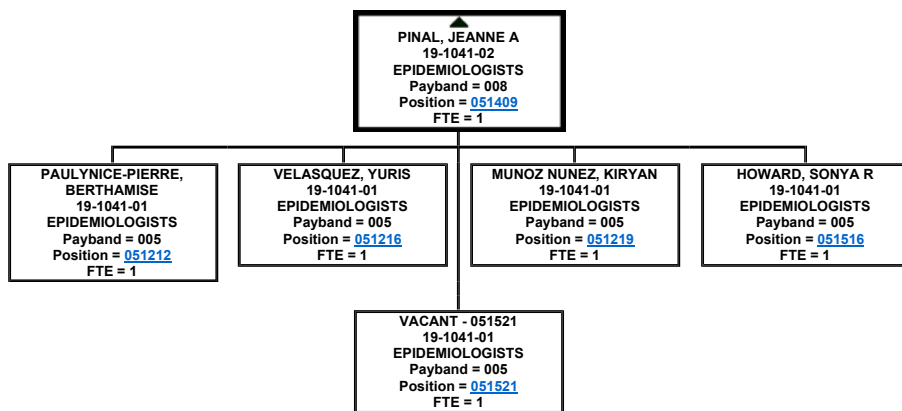 PINAL, JEANNE A
19-1041-02
EPIDEMIOLOGISTS
Payband = 008
Position = 051409
FTE = 1
PAULYNICE-PIERRE,
BERTHAMISE
19-1041-01
EPIDEMIOLOGISTS
Payband = 005
Position = 051212
FTE = 1
VELASQUEZ, YURIS
19-1041-01
EPIDEMIOLOGISTS
Payband = 005
Position = 051216
FTE = 1
MUNOZ NUNEZ, KIRYAN
19-1041-01
EPIDEMIOLOGISTS
Payband = 005
Position = 051219
FTE = 1
HOWARD, SONYA R
19-1041-01
EPIDEMIOLOGISTS
Payband = 005
Position = 051516
FTE = 1
VACANT - 051521
19-1041-01
EPIDEMIOLOGISTS
Payband = 005
Position = 051521
FTE = 1